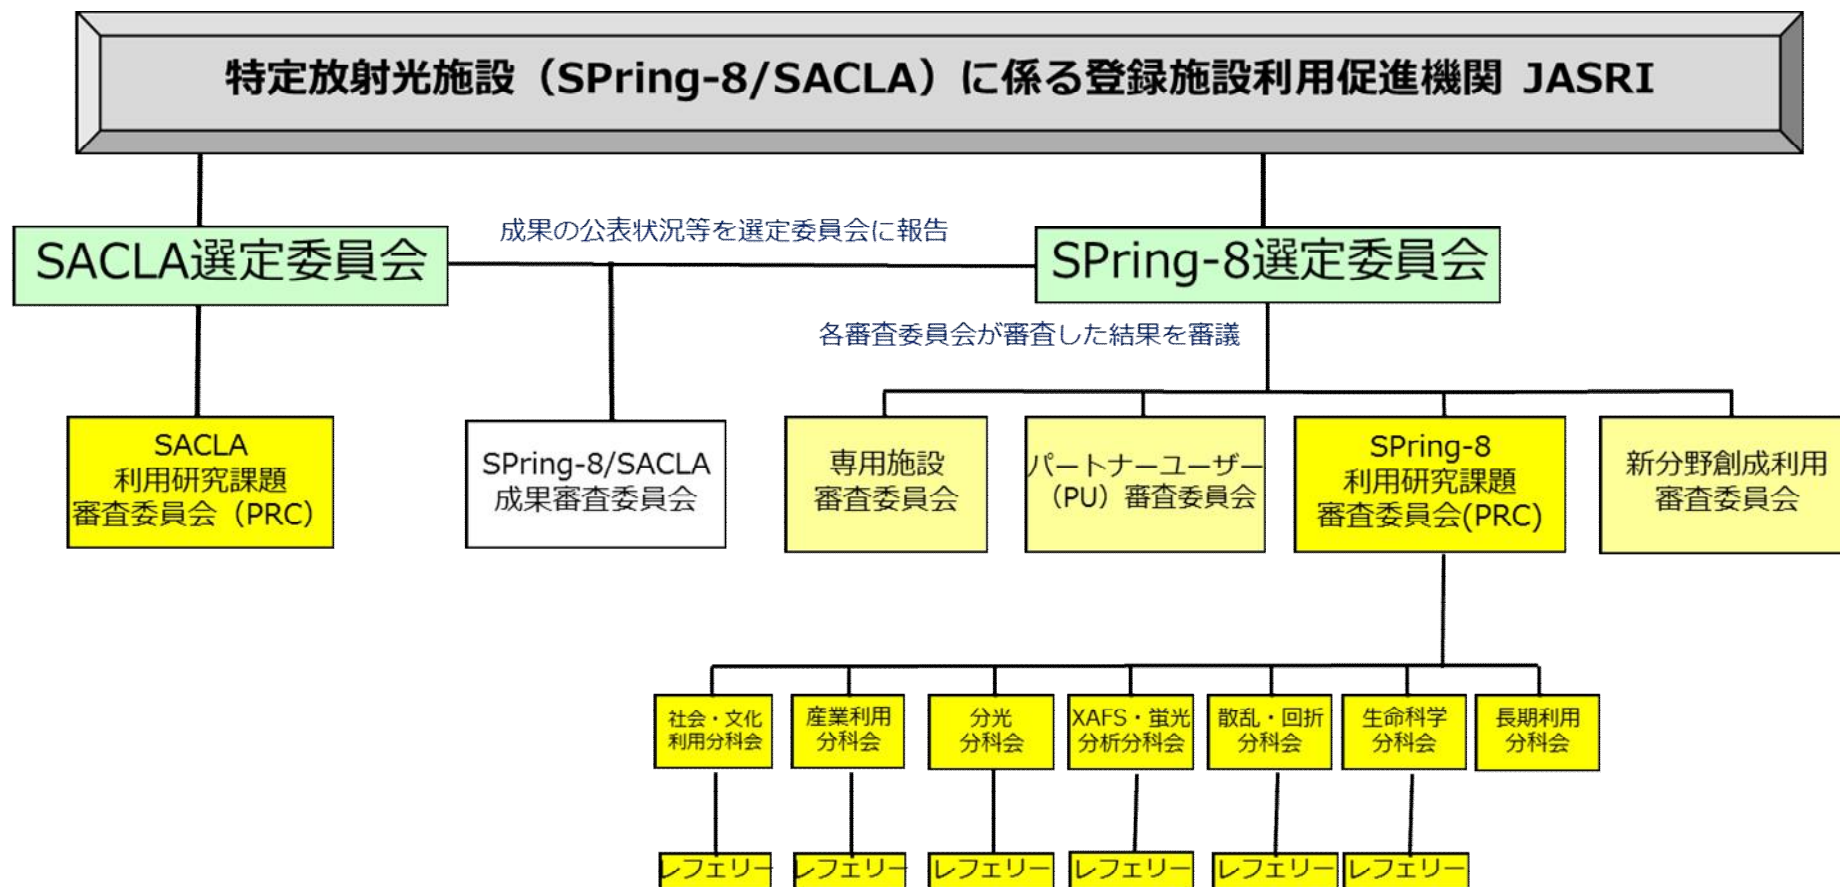 特定放射光施設（SPring-8/SACLA）に係る登録施設利用促進機関 JASRI
成果の公表状況等を選定委員会に報告
SACLA選定委員会
SPring-8選定委員会
各審査委員会が審査した結果を審議
SACLA
利用研究課題
審査委員会（PRC）
SPring-8/SACLA
成果審査委員会
専用施設
審査委員会
パートナーユーザー
（PU）審査委員会
SPring-8
利用研究課題
審査委員会(PRC)
新分野創成利用
審査委員会
社会・文化
利用分科会
産業利用
分科会
分光
分科会
XAFS・蛍光
分析分科会
散乱・回折
分科会
生命科学
分科会
長期利用
分科会
レフェリー
レフェリー
レフェリー
レフェリー
レフェリー
レフェリー